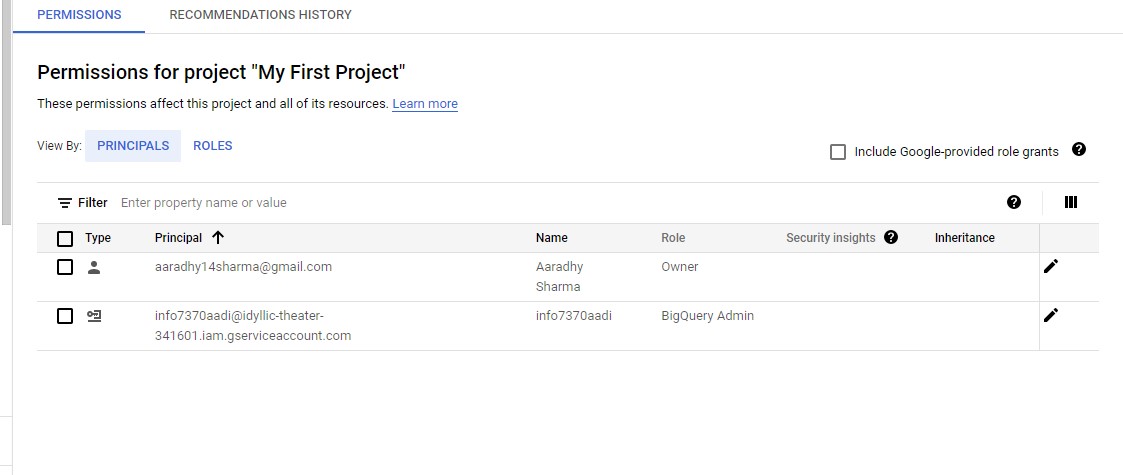 PERMISSIONS RECOMMENDATIONS HISTORY
Permissions for project "My First Project"
These permissions affect this project and all of its resources. Learn more
View By: PRINCIPALS ROLES
Include Google-provided role grants
Filter Enter property name or value
Type Principal Name Role Security insights Inheritance
aaradhy14sharma@gmail.com Aaradhy Owner
Sharma
info7370aadi@idyllic-theater- info7370aadi BigQuery Admin
341601.iam.gserviceaccount.com